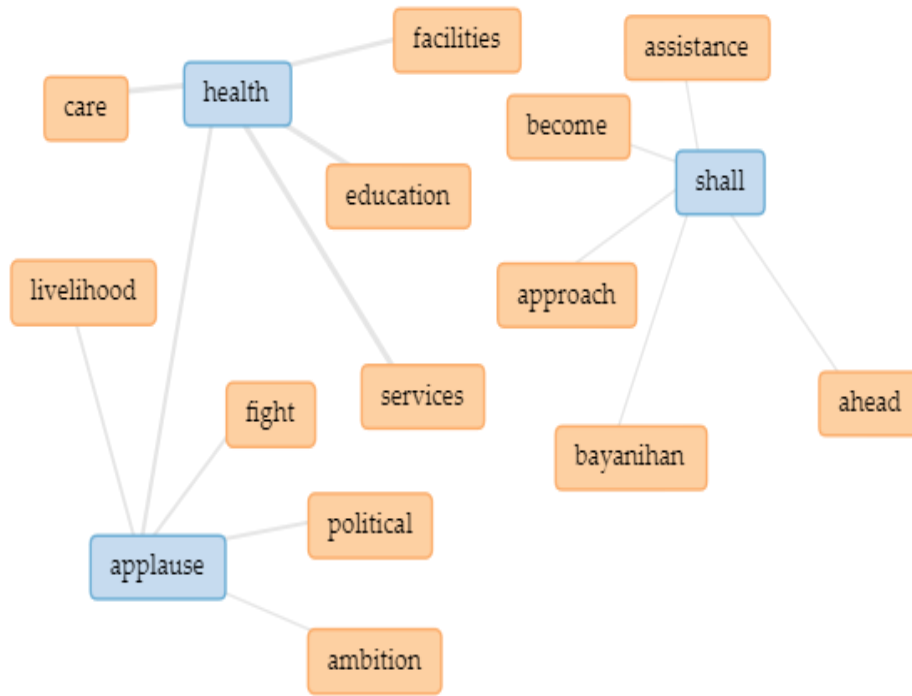 facilities
assistance
health
care
become
shall
education
livelihood
approach
services
ahead
fight
bayanihan
political
applause
ambition